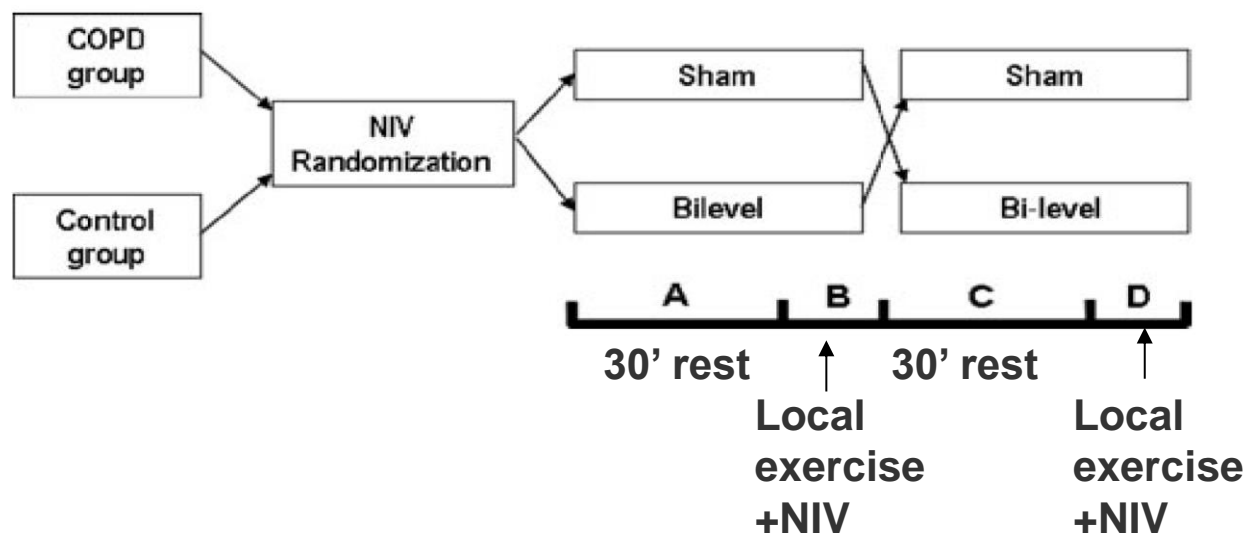 COPD
group
Control
group
NIV
Randomization
Sham
Sham
Bilevel
Bi-level
A B C D
30’ rest
30’ rest
Local
exercise
+NIV
Local
exercise
+NIV